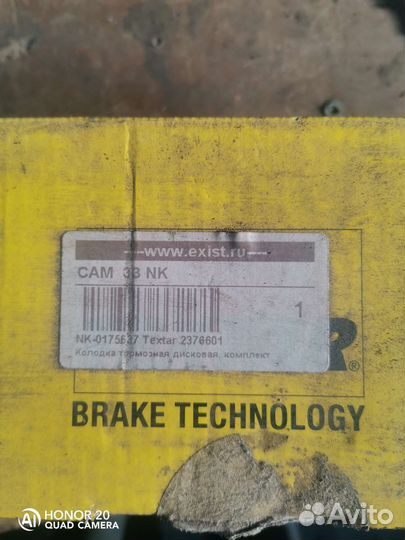 www.exist.ru
CAM 33 NK
1
NK-0175637 Textar 2376601
Колодка тормозная дисковая, комплект
R®
BRAKE TECHNOLOGY
HONOR 20
QUAD CAMERA
Avito